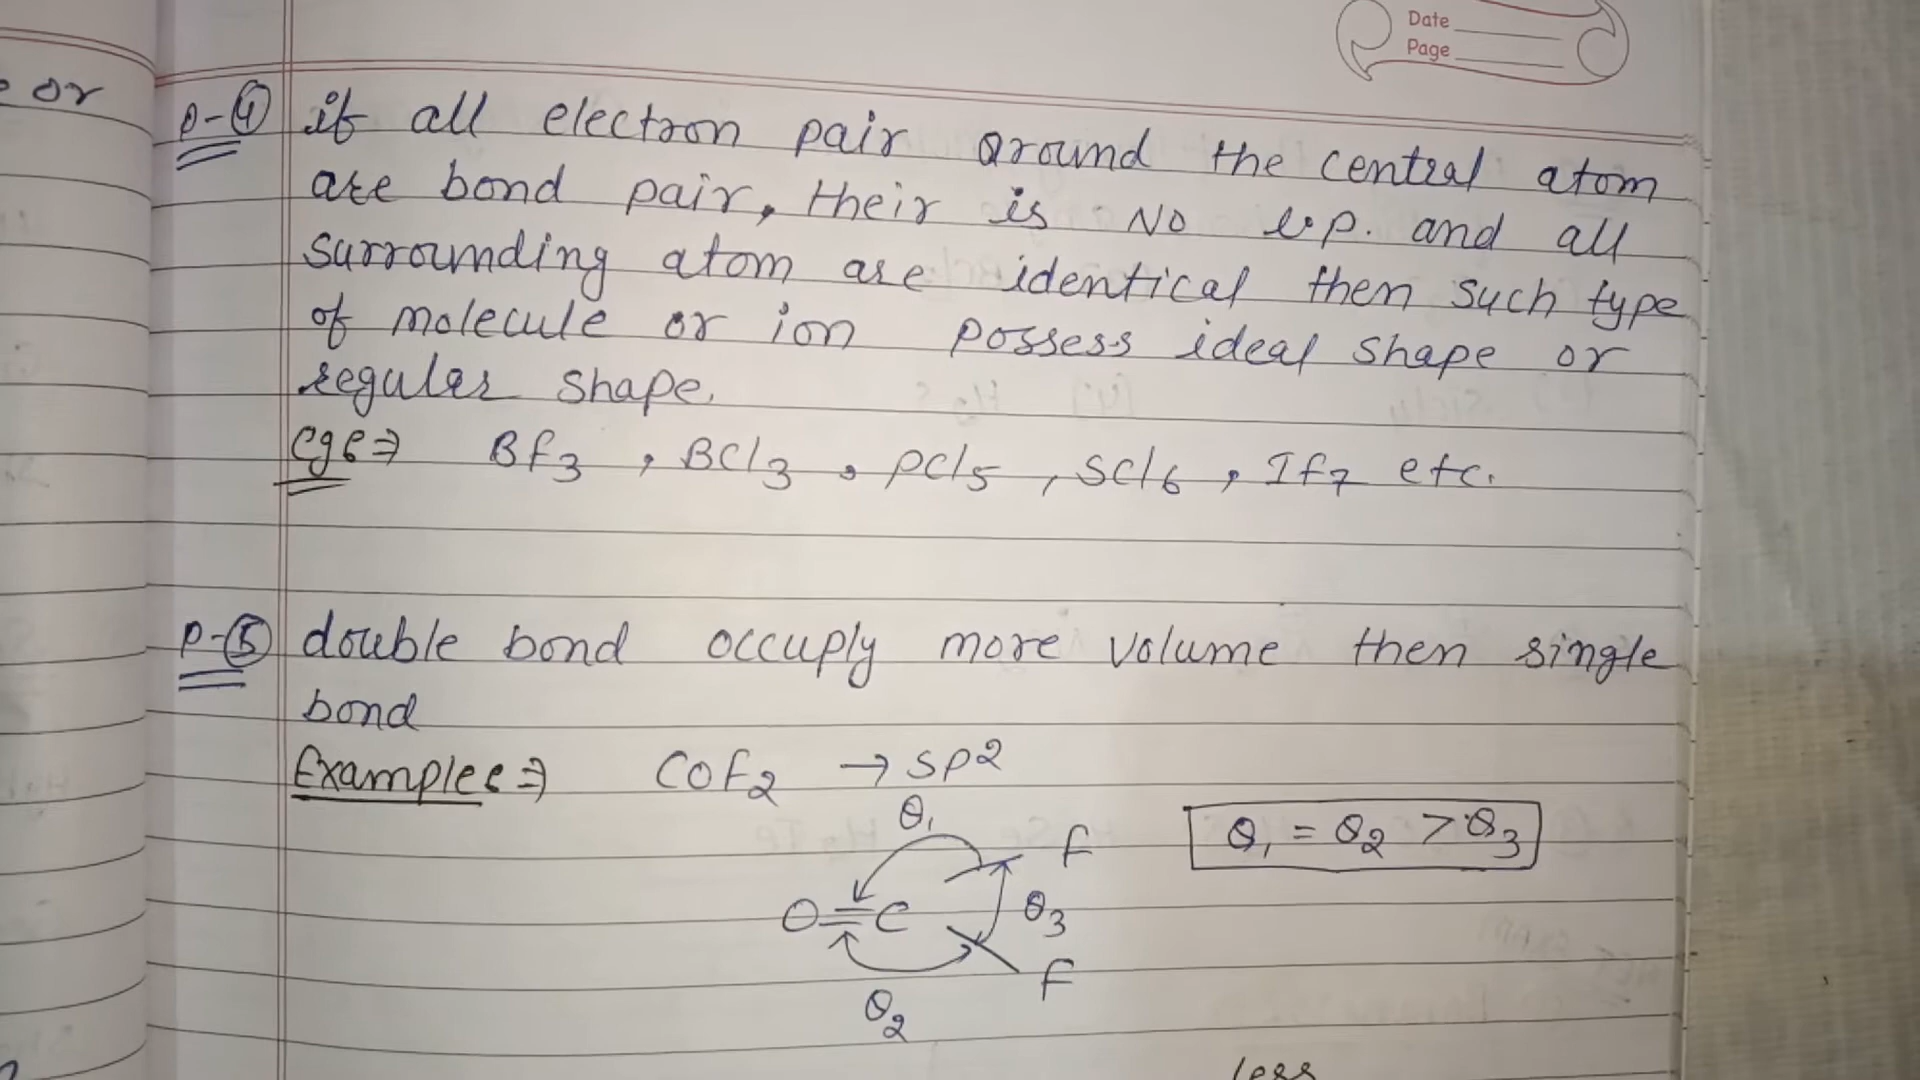 Date
Page
or
P-4 if all electron pair around the central atom
are bond pair, their is No l.p. and all
surrounding atom are identical then such type
of molecule or ion possess ideal shape or
regular shape.
eg⇒ Bf3 , BCl3 , PCl5 , SCl6 , If7 etc.
P-5 double bond occuply more volume then single
bond
Example⇒ COF2 → SP2
θ1
f
θ1 = θ2 > θ3
O=C
θ3
f
θ2
less